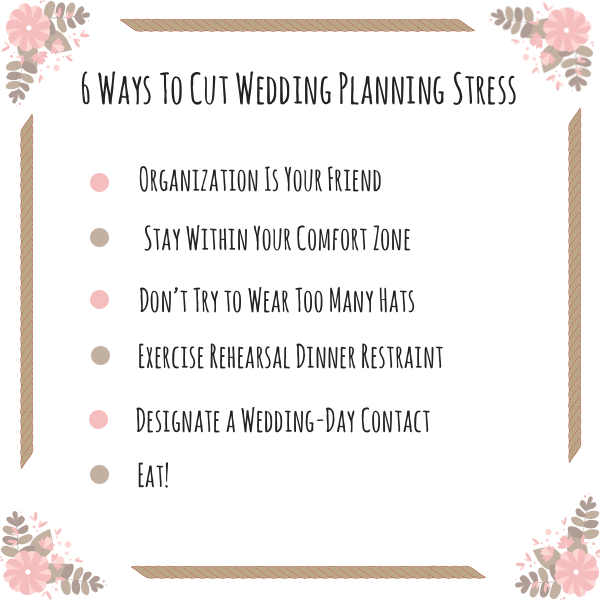 6 Ways To Cut Wedding Planning Stress
Organization Is Your Friend
Stay Within Your Comfort Zone
Don't Try to Wear Too Many Hats
Exercise Rehearsal Dinner Restraint
Designate a Wedding-Day Contact
Eat!